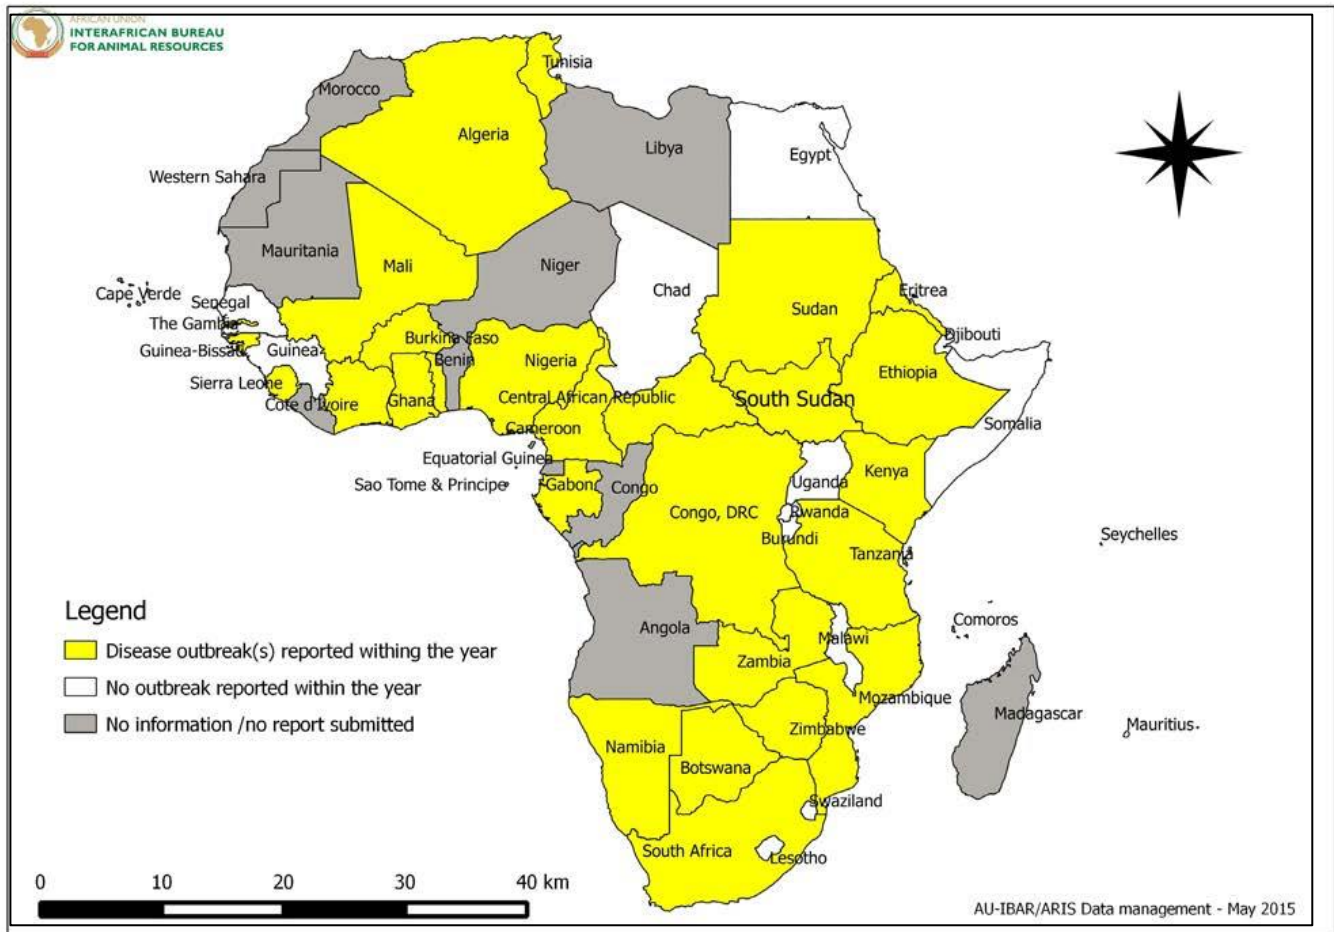 AFRICAN UNION
INTERAFRICAN BUREAU
FOR ANIMAL RESOURCES
Tunisia
Morocco
Algeria
Libya
Egypt
Western Sahara
Mauritania
Mali
Niger
Chad
Sudan
Eritrea
Cape Verde
Senegal
The Gambia
Guinea-Bissau
Guinea
Burkina Faso
Benin
Nigeria
Djibouti
Ethiopia
Sierra Leone
Cote d'Ivoire
Ghana
Central African Republic
South Sudan
Somalia
Cameroon
Equatorial Guinea
Sao Tome & Principe
Gabon
Congo
Congo, DRC
Uganda
Kenya
Rwanda
Burundi
Tanzania
Seychelles
Comoros
Angola
Malawi
Zambia
Mozambique
Madagascar
Mauritius
Zimbabwe
Namibia
Botswana
Swaziland
South Africa
Lesotho
Legend
Disease outbreak(s) reported withing the year
No outbreak reported within the year
No information /no report submitted
0 10 20 30 40 km
AU-IBAR/ARIS Data management - May 2015